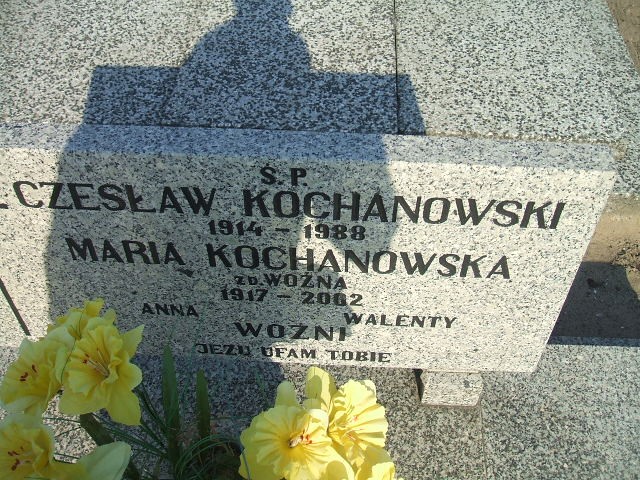 Ś.P.
CZESŁAW KOCHANOWSKI
1914 - 1988
MARIA KOCHANOWSKA
ZD. WOŹNA
1917 - 2002
ANNA WALENTY
WOŹNI
JEZU UFAM TOBIE